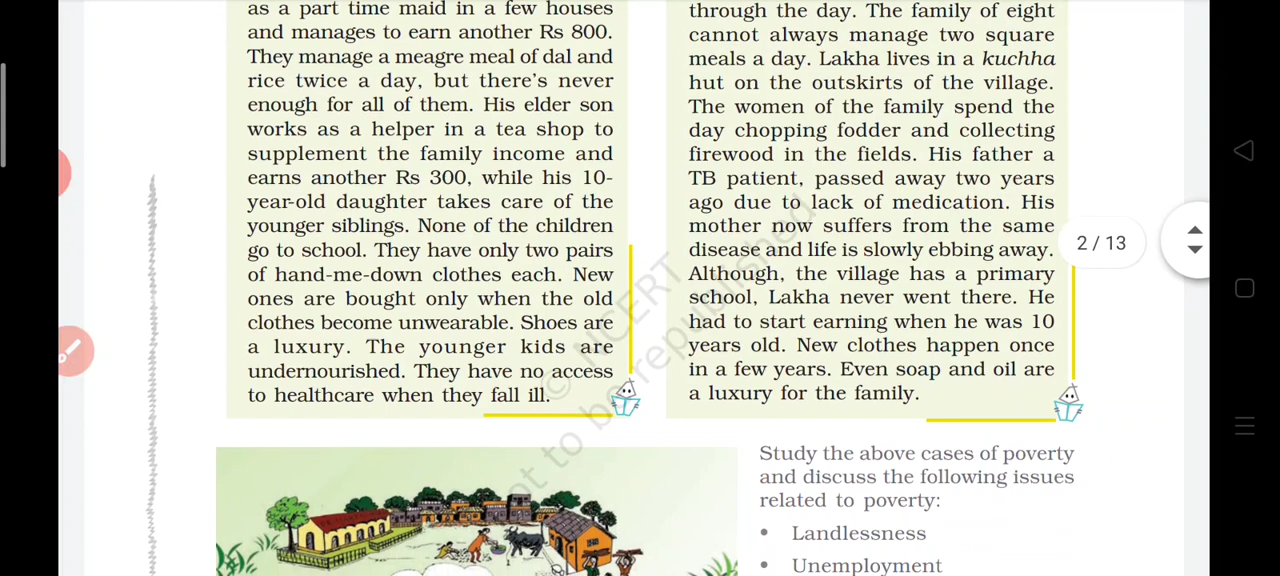 as a part time maid in a few houses
and manages to earn another Rs 800.
They manage a meagre meal of dal and
rice twice a day, but there's never
enough for all of them. His elder son
works as a helper in a tea shop to
supplement the family income and
earns another Rs 300, while his 10-
year-old daughter takes care of the
younger siblings. None of the children
go to school. They have only two pairs
of hand-me-down clothes each. New
ones are bought only when the old
clothes become unwearable. Shoes are
a luxury. The younger kids are
undernourished. They have no access
to healthcare when they fall ill.
through the day. The family of eight
cannot always manage two square
meals a day. Lakha lives in a kuchha
hut on the outskirts of the village.
The women of the family spend the
day chopping fodder and collecting
firewood in the fields. His father a
TB patient, passed away two years
ago due to lack of medication. His
mother now suffers from the same
disease and life is slowly ebbing away.
Although, the village has a primary
school, Lakha never went there. He
had to start earning when he was 10
years old. New clothes happen once
in a few years. Even soap and oil are
a luxury for the family.
Study the above cases of poverty
and discuss the following issues
related to poverty:
• Landlessness
• Unemployment
2 / 13
© NCERT
not to be republished